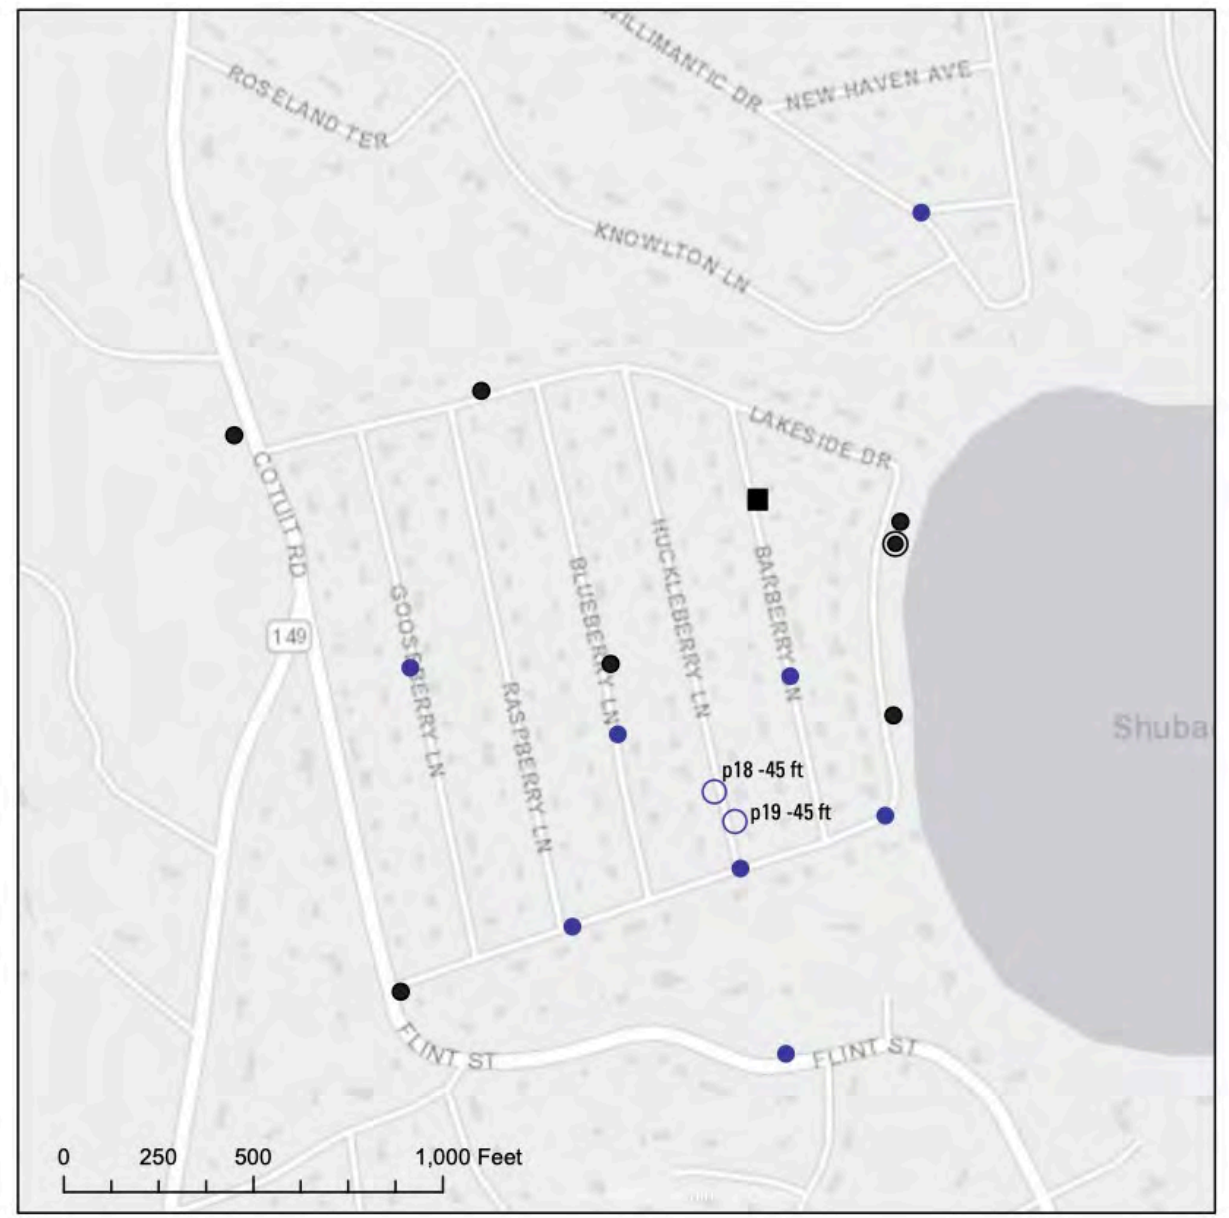 WILLIMANTIC DR
NEW HAVEN AVE
ROSELAND TER
KNOWLTON LN
LAKESIDE DR
COTUIT RD
HUCKLEBERRY LN
BARBERRY LN
BLUEBERRY LN
GOOSEBERRY LN
149
RASPBERRY LN
Shuba
p18 -45 ft
p19 -45 ft
FLINT ST
FLINT ST
0 250 500 1,000 Feet